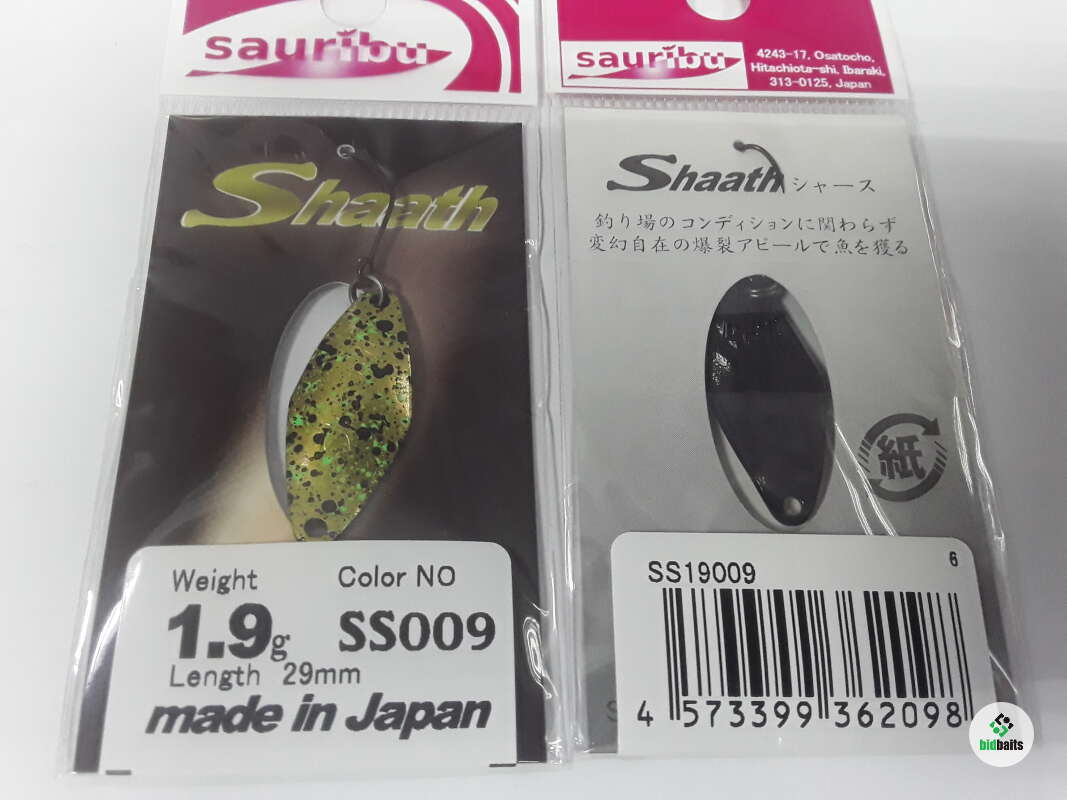 sauribu
Shaath
Weight
Color NO
1.9g
SS009
Length 29mm
made in Japan
sauribu
4243-17, Osatocho,
Hitachiota-shi, Ibaraki,
313-0125, Japan
Shaath シャース
釣り場のコンディションに関わらず
変幻自在の爆裂アピールで魚を獲る
紙
SS19009
6
4 573399 362098
bidbaits